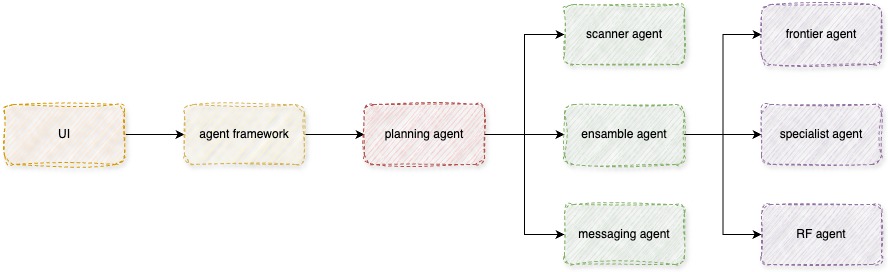 UI
agent framework
planning agent
scanner agent
ensamble agent
messaging agent
frontier agent
specialist agent
RF agent